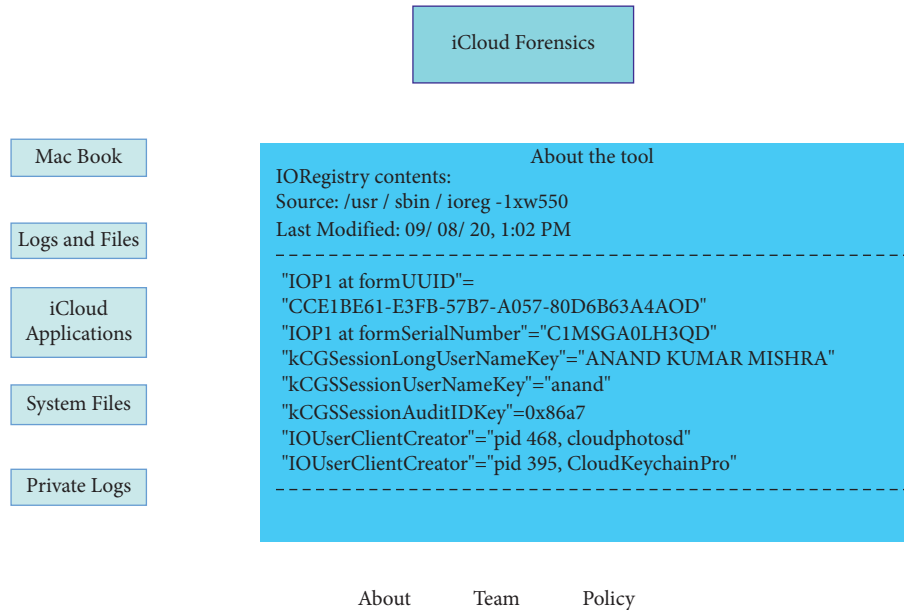 iCloud Forensics
Mac Book
Logs and Files
iCloud
Applications
System Files
Private Logs
About the tool
IORegistry contents:
Source: /usr / sbin / ioreg -1xw550
Last Modified: 09/ 08/ 20, 1:02 PM
"IOP1 at formUUID"=
"CCE1BE61-E3FB-57B7-A057-80D6B63A4AOD"
"IOP1 at formSerialNumber"="C1MSGA0LH3QD"
"kCGSessionLongUserNameKey"="ANAND KUMAR MISHRA"
"kCGSSessionUserNameKey"="anand"
"kCGSSessionAuditIDKey"=0x86a7
"IOUserClientCreator"="pid 468, cloudphotosd"
"IOUserClientCreator"="pid 395, CloudKeychainPro"
About Team Policy